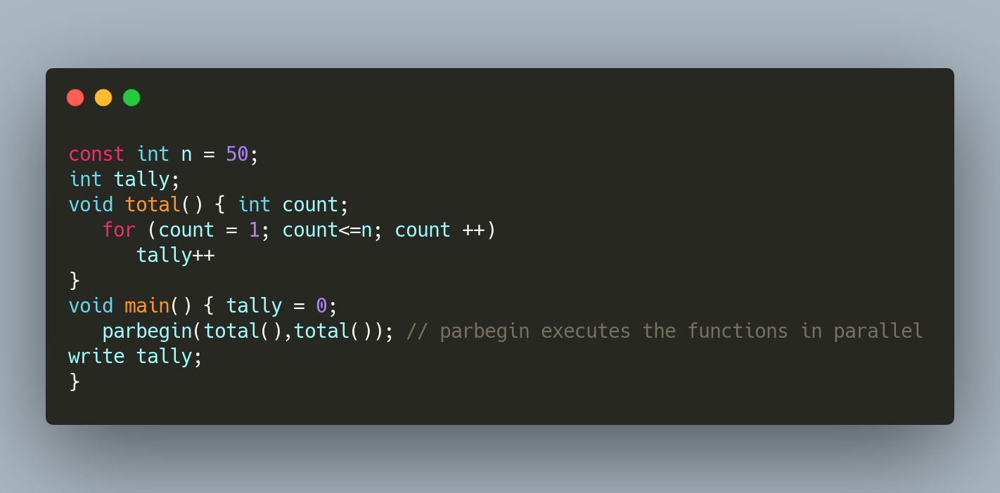 const int n = 50;
int tally;
void total() { int count;
   for (count = 1; count<=n; count ++)
      tally++
}
void main() { tally = 0;
   parbegin(total(),total()); // parbegin executes the functions in parallel
write tally;
}